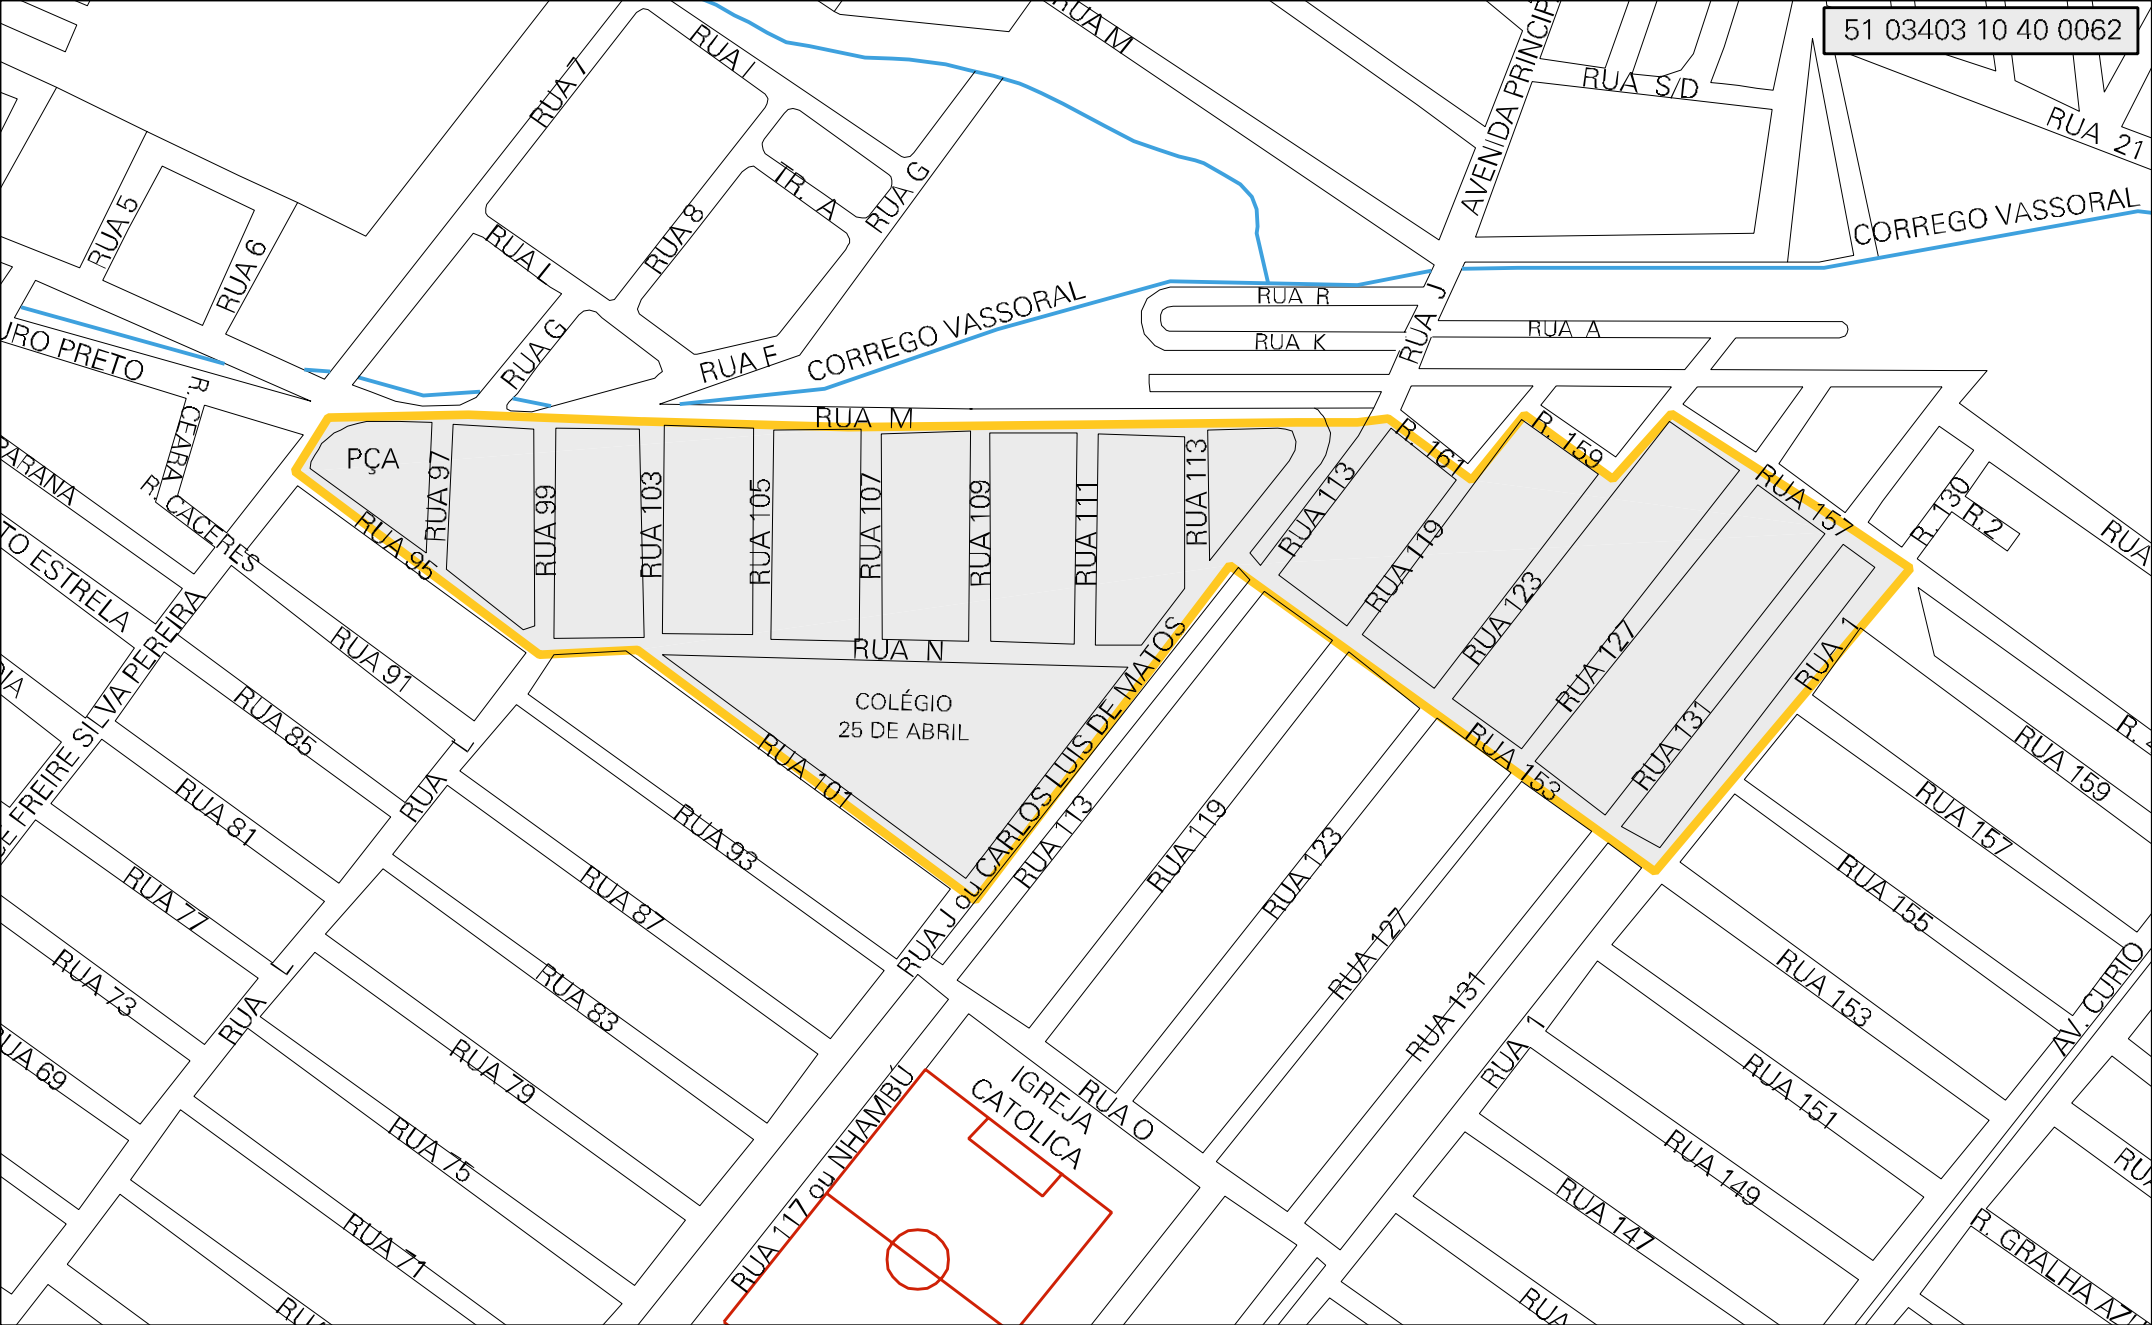 51 03403 10 40 0062
RUA M
AVENIDA PRINCIP
RUA S/D
RUA 21
RUA I
RUA 7
RUA G
TR. A
RUA 8
RUA 5
RUA 6
RUA L
CORREGO VASSORAL
CORREGO VASSORAL
RUA R
RUA K
RUA J
RUA A
RUA G
RUA F
URO PRETO
R. CEARA
PARANA
R. CACERES
TO ESTRELA
RUA M
PÇA
RUA 97
RUA 99
RUA 103
RUA 105
RUA 107
RUA 109
RUA 111
RUA 113
RUA 113
R. 161
R. 159
RUA 157
R. 130
R. 2
RUA
RUA 95
RUA 119
RUA 123
RUA 127
RUA 131
RUA 1
RUA N
COLÉGIO
25 DE ABRIL
RUA 101
RUA J ou CARLOS LUIS DE MATOS
RUA 153
RUA 91
RUA 85
RUA 81
RUA 77
RUA 73
RUA 69
E FREIRE SILVA PEREIRA
RUA L
RUA L
RUA 93
RUA 87
RUA 83
RUA 79
RUA 75
RUA 71
RUA 113
RUA 119
RUA 123
RUA 127
RUA 131
RUA 1
RUA 159
RUA 157
RUA 155
RUA 153
RUA 151
RUA 149
RUA 147
RUA O
IGREJA
CATOLICA
RUA 117 ou NHAMBU
AV. CURIO
R. GRALHA AZU
RUA